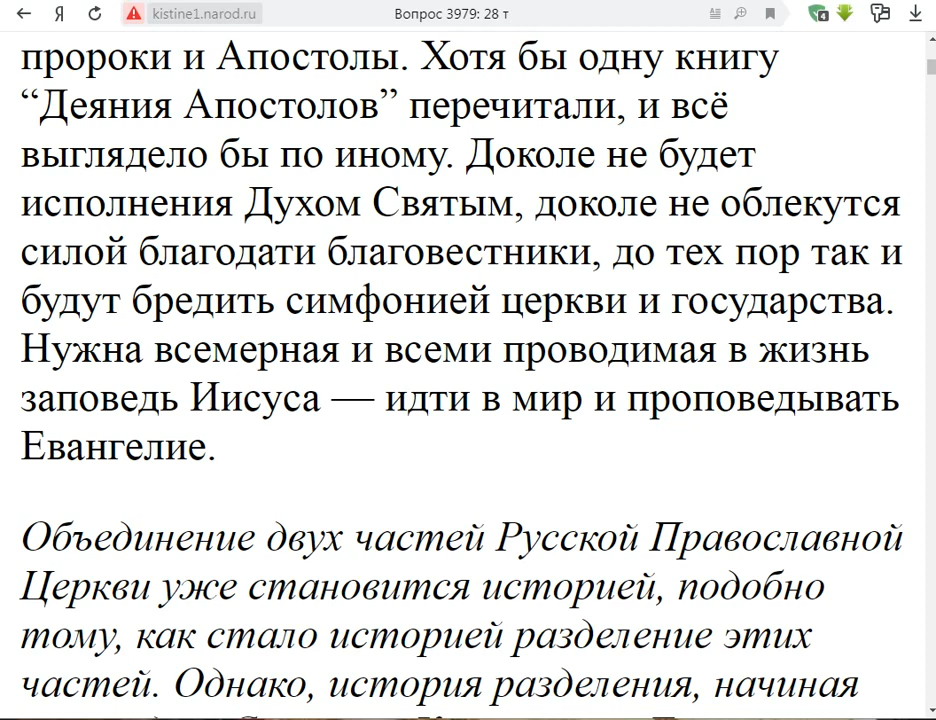 kistine1.narod.ru
Вопрос 3979: 28 т
4
пророки и Апостолы. Хотя бы одну книгу
“Деяния Апостолов” перечитали, и всё
выглядело бы по иному. Доколе не будет
исполнения Духом Святым, доколе не облекутся
силой благодати благовестники, до тех пор так и
будут бредить симфонией церкви и государства.
Нужна всемерная и всеми проводимая в жизнь
заповедь Иисуса — идти в мир и проповедывать
Евангелие.
Объединение двух частей Русской Православной
Церкви уже становится историей, подобно
тому, как стало историей разделение этих
частей. Однако, история разделения, начиная